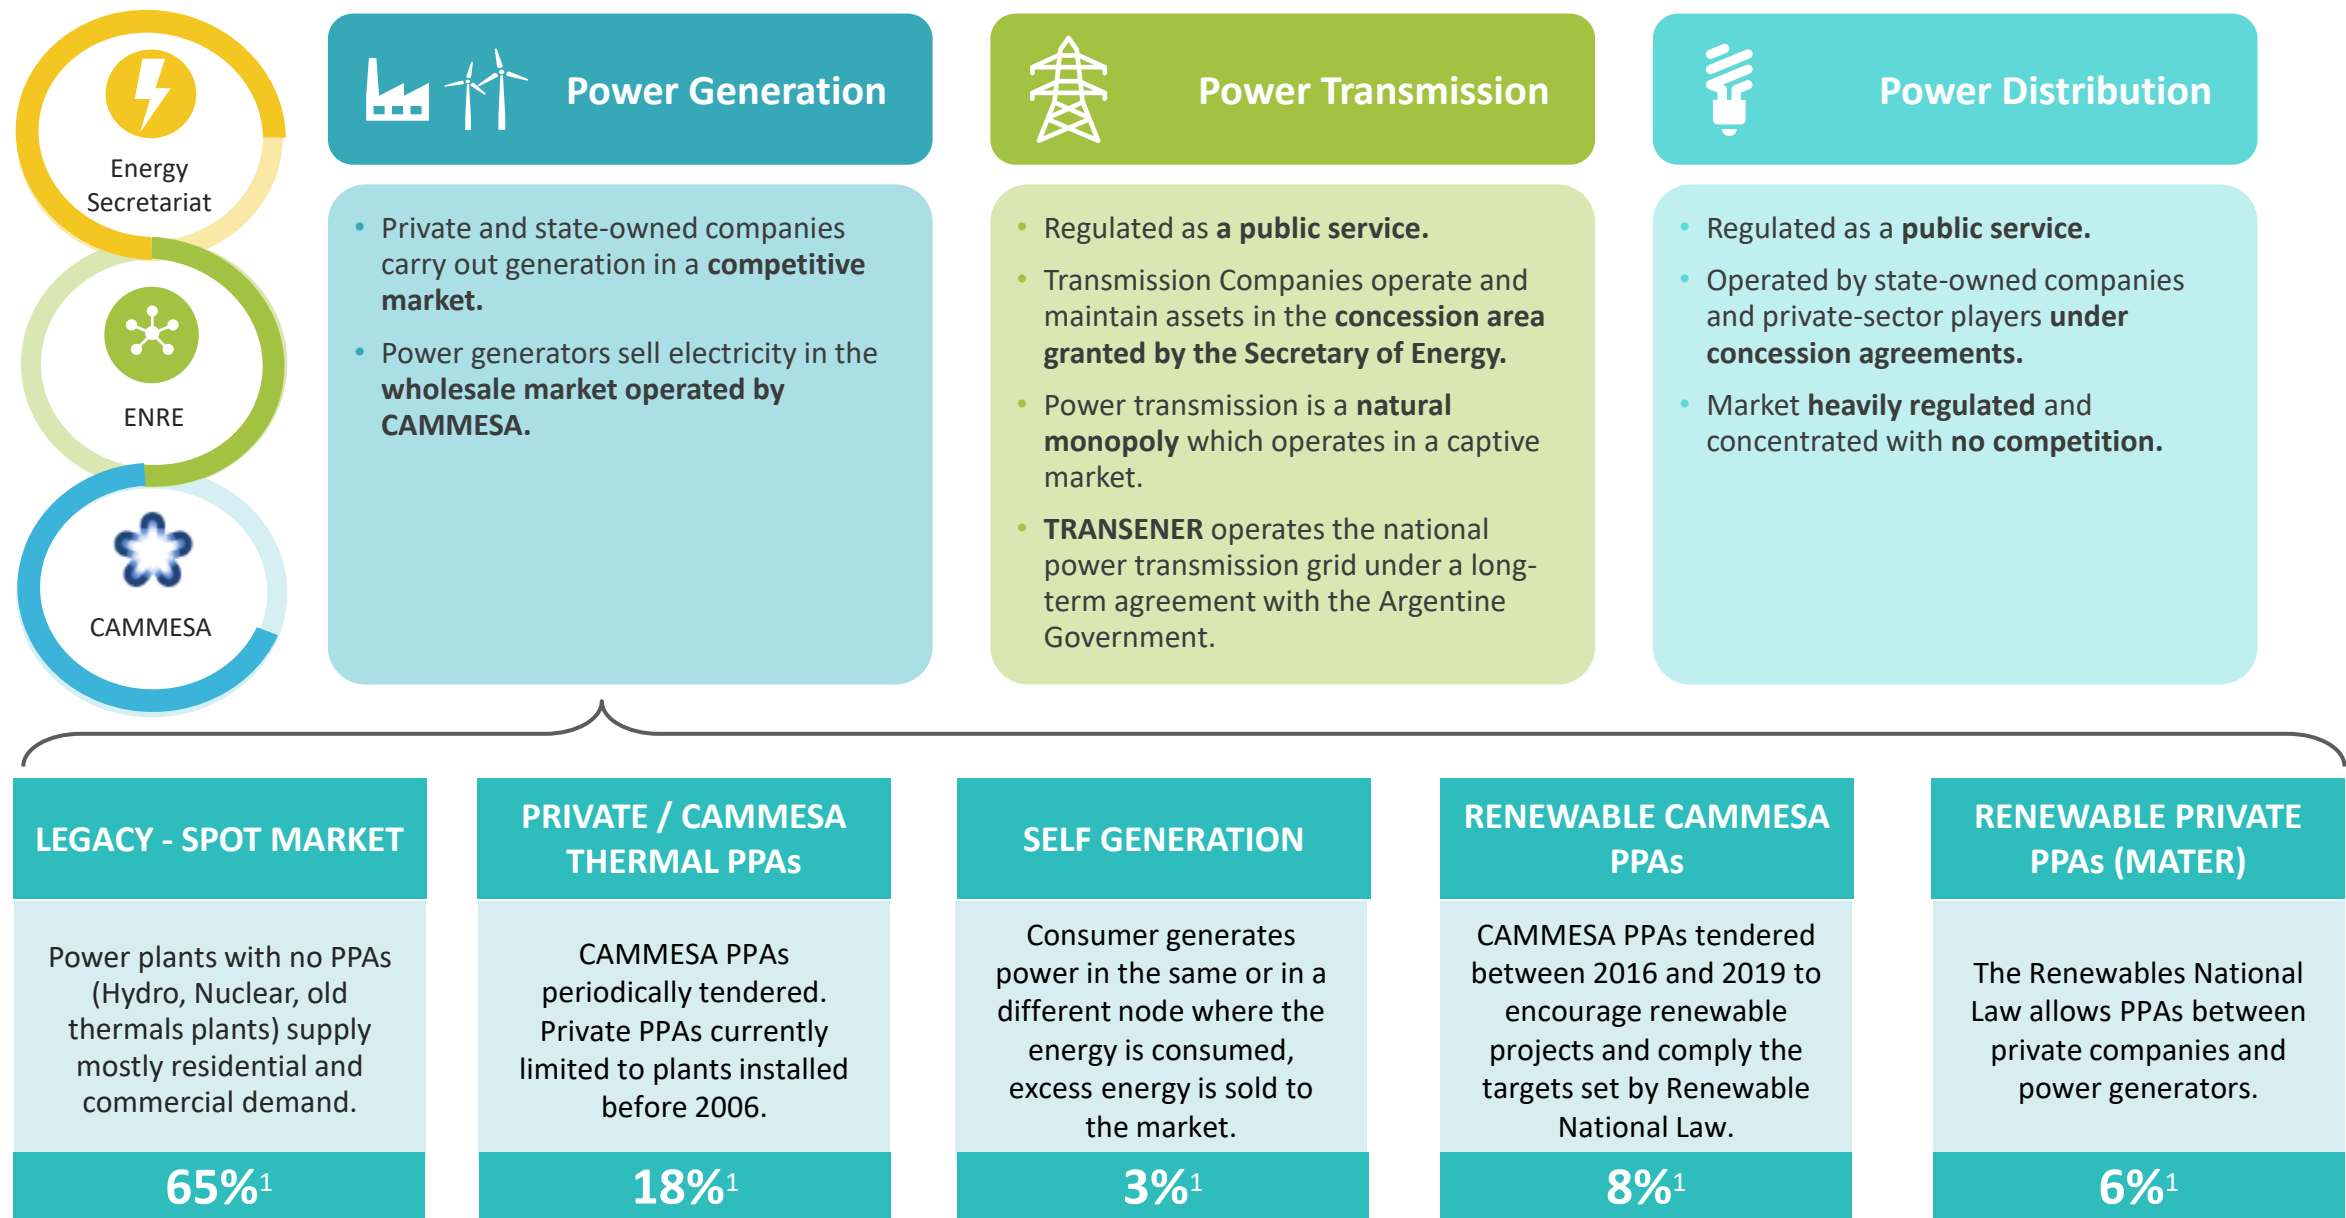 Energy
Secretariat
ENRE
CAMMESA
Power Generation
• Private and state-owned companies
carry out generation in a competitive
market.
• Power generators sell electricity in the
wholesale market operated by
CAMMESA.
Power Transmission
• Regulated as a public service.
• Transmission Companies operate and
maintain assets in the concession area
granted by the Secretary of Energy.
• Power transmission is a natural
monopoly which operates in a captive
market.
• TRANSENER operates the national
power transmission grid under a long-
term agreement with the Argentine
Government.
Power Distribution
• Regulated as a public service.
• Operated by state-owned companies
and private-sector players under
concession agreements.
• Market heavily regulated and
concentrated with no competition.
LEGACY - SPOT MARKET
Power plants with no PPAs
(Hydro, Nuclear, old
thermals plants) supply
mostly residential and
commercial demand.
65%1
PRIVATE / CAMMESA
THERMAL PPAs
CAMMESA PPAs
periodically tendered.
Private PPAs currently
limited to plants installed
before 2006.
18%1
SELF GENERATION
Consumer generates
power in the same or in a
different node where the
energy is consumed,
excess energy is sold to
the market.
3%1
RENEWABLE CAMMESA
PPAs
CAMMESA PPAs tendered
between 2016 and 2019 to
encourage renewable
projects and comply the
targets set by Renewable
National Law.
8%1
RENEWABLE PRIVATE
PPAs (MATER)
The Renewables National
Law allows PPAs between
private companies and
power generators.
6%1